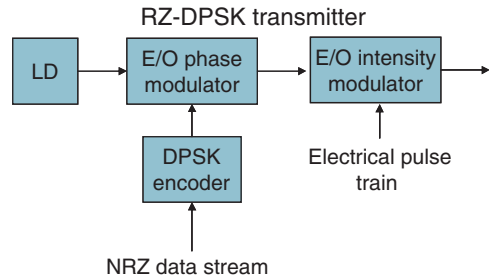 RZ-DPSK transmitter
LD
E/O phase
modulator
E/O intensity
modulator
DPSK
encoder
Electrical pulse
train
NRZ data stream